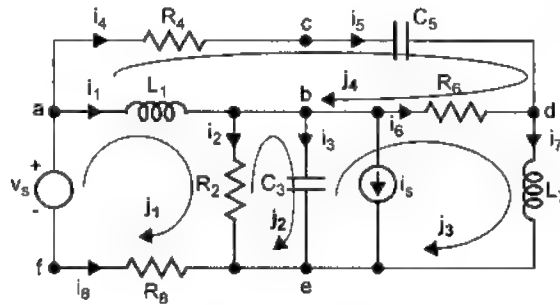 i4 R4 c i5 C5
j4
a i1 L1 b R6 d
i2 i3 i6 i7
+
vs R2 C3 is L7
-
j1 j2 j3
f i8 R8 e